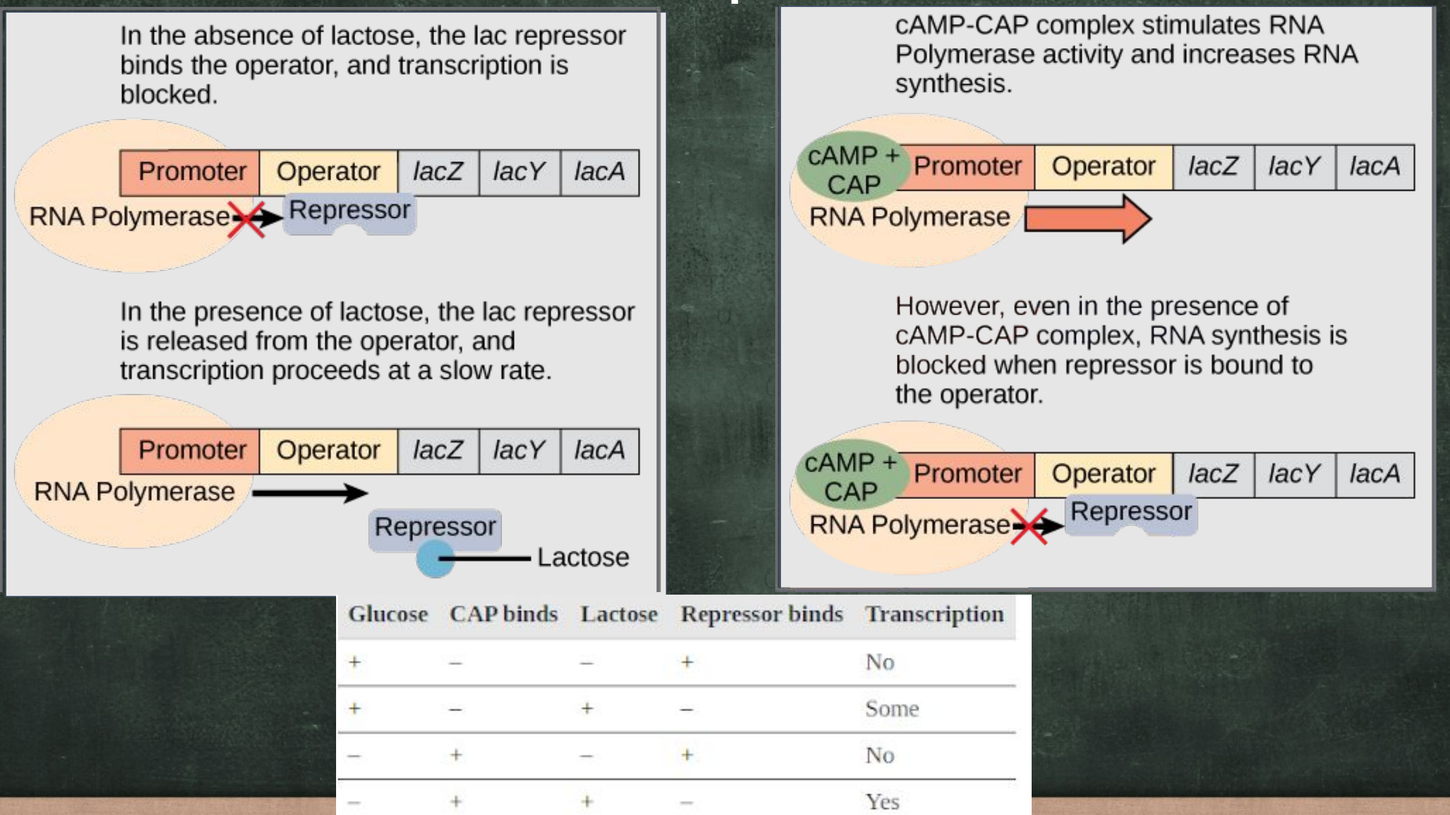 In the absence of lactose, the lac repressor
binds the operator, and transcription is
blocked.
Promoter Operator lacZ lacY lacA
RNA Polymerase Repressor
In the presence of lactose, the lac repressor
is released from the operator, and
transcription proceeds at a slow rate.
Promoter Operator lacZ lacY lacA
RNA Polymerase
Repressor
Lactose
cAMP-CAP complex stimulates RNA
Polymerase activity and increases RNA
synthesis.
cAMP +
CAP
Promoter Operator lacZ lacY lacA
RNA Polymerase
However, even in the presence of
cAMP-CAP complex, RNA synthesis is
blocked when repressor is bound to
the operator.
cAMP +
CAP
Promoter Operator lacZ lacY lacA
RNA Polymerase Repressor
Glucose CAP binds Lactose Repressor binds Transcription
+ – – + No
+ – + – Some
– + – + No
– + + – Yes